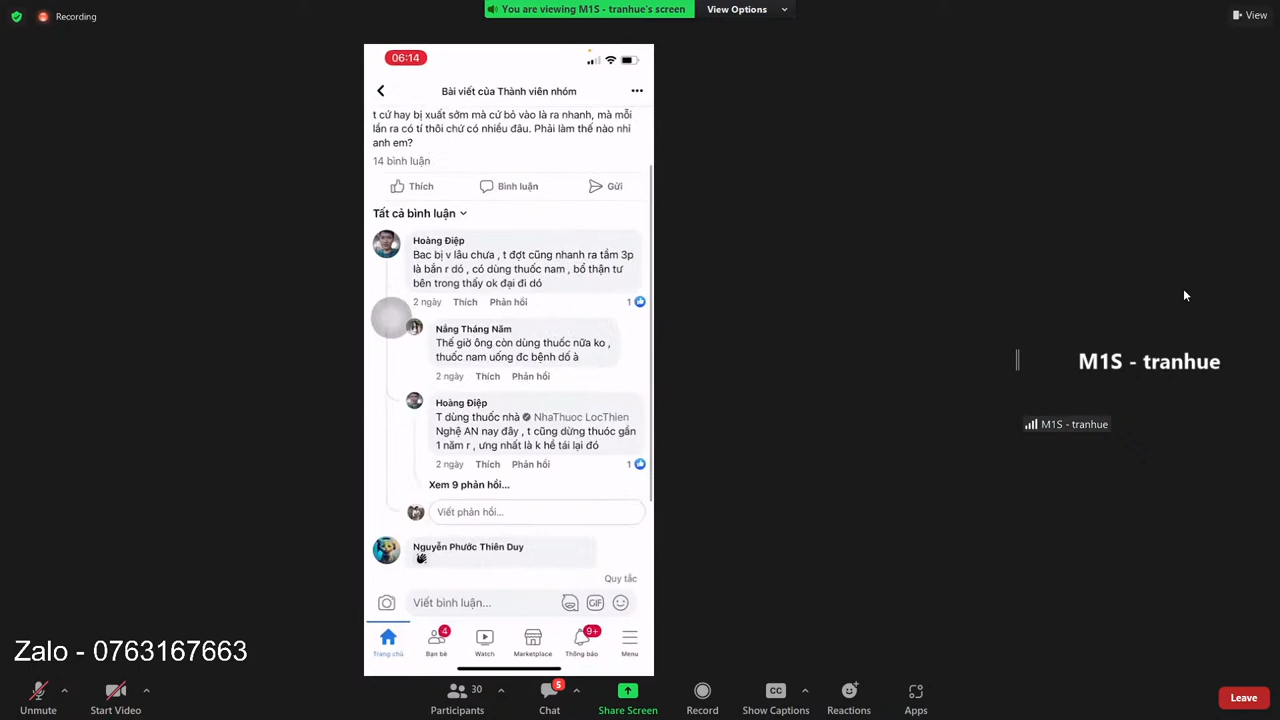 Recording
You are viewing M1S - tranhue's screen
View Options
View
06:14
Bài viết của Thành viên nhóm
t cứ hay bị xuất sớm mà cứ bỏ vào là ra nhanh, mà mỗi
lần ra có tí thôi chứ có nhiều đâu. Phải làm thế nào nhỉ
anh em?
14 bình luận
Thích
Bình luận
Gửi
Tất cả bình luận
Hoàng Điệp
Bac bị v lâu chưa , t đợt cũng nhanh ra tầm 3p
là bắn r dó , có dùng thuốc nam , bổ thận tư
bên trong thấy ok đại đi dó
2 ngày Thích Phản hồi 1
Nắng Tháng Năm
Thế giờ ông còn dùng thuốc nữa ko ,
thuốc nam uống đc bệnh dố à
2 ngày Thích Phản hồi
Hoàng Điệp
T dùng thuốc nhà NhaThuoc LocThien
Nghệ AN nay đây , t cũng dừng thuóc gần
1 năm r , ưng nhất là k hề tái lại đó
2 ngày Thích Phản hồi 1
Xem 9 phản hồi...
Viết phản hồi...
Nguyễn Phước Thiên Duy
Quy tắc
Viết bình luận...
GIF
4
9+
Trang chủ
Bạn bè
Watch
Marketplace
Thông báo
Menu
M1S - tranhue
M1S - tranhue
Zalo - 0763167663
Unmute
Start Video
30
Participants
5
Chat
Share Screen
Record
CC
Show Captions
Reactions
Apps
Leave